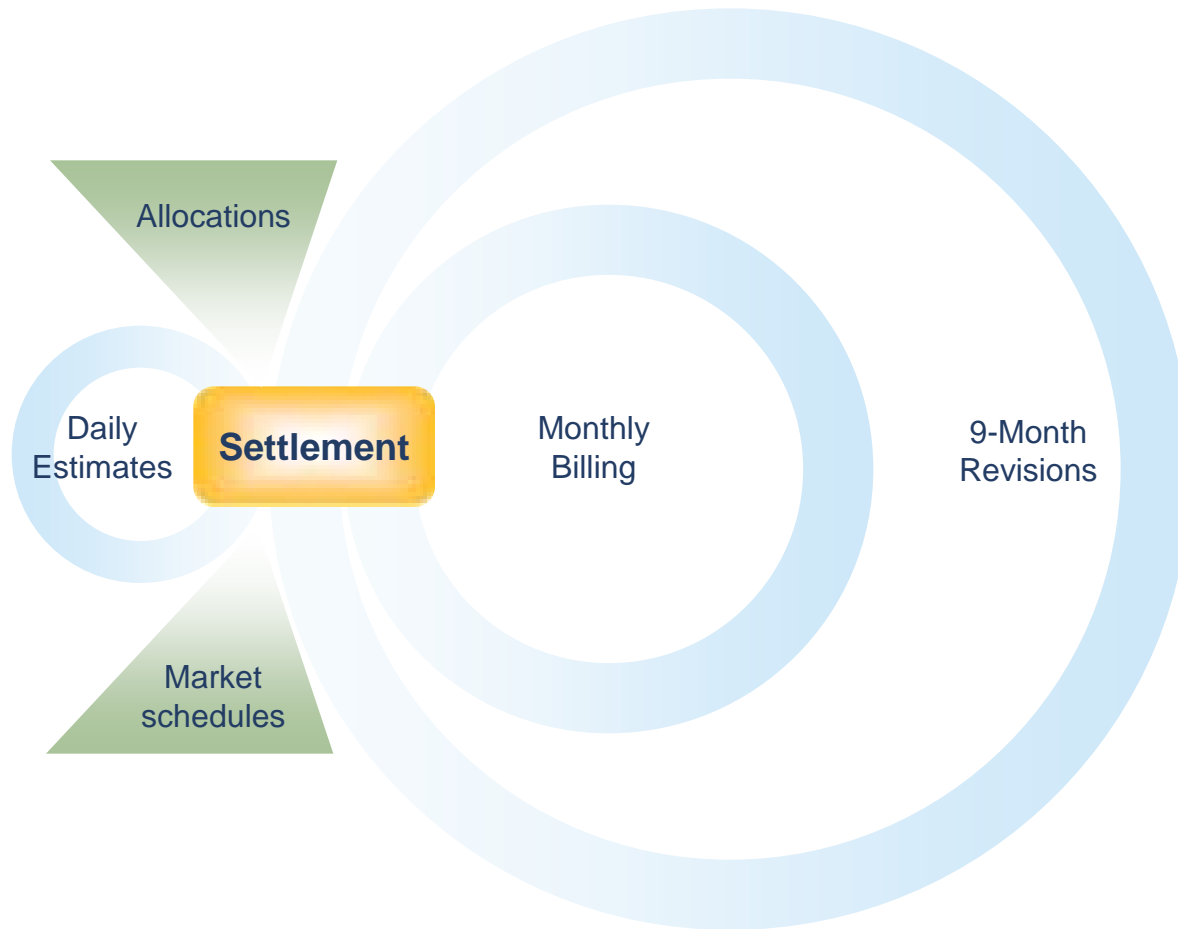 Allocations
Daily
Estimates
Settlement
Monthly
Billing
9-Month
Revisions
Market
schedules